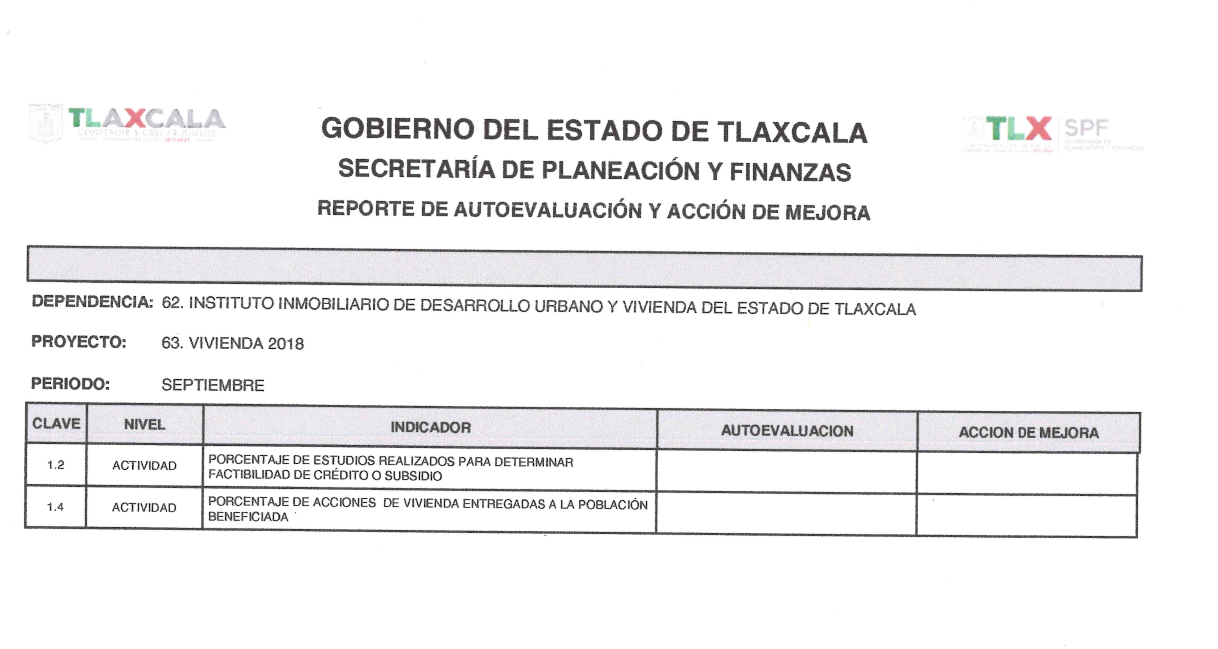 TLAXCALA
CONSTRUIR Y CRECER JUNTOS
TLX SPF
GOBIERNO DEL ESTADO DE TLAXCALA
SECRETARÍA DE PLANEACIÓN Y FINANZAS
REPORTE DE AUTOEVALUACIÓN Y ACCIÓN DE MEJORA
DEPENDENCIA: 62. INSTITUTO INMOBILIARIO DE DESARROLLO URBANO Y VIVIENDA DEL ESTADO DE TLAXCALA
PROYECTO: 63. VIVIENDA 2018
PERIODO: SEPTIEMBRE
CLAVE NIVEL INDICADOR AUTOEVALUACION ACCION DE MEJORA
1.2 ACTIVIDAD PORCENTAJE DE ESTUDIOS REALIZADOS PARA DETERMINAR
FACTIBILIDAD DE CRÉDITO O SUBSIDIO
1.4 ACTIVIDAD PORCENTAJE DE ACCIONES DE VIVIENDA ENTREGADAS A LA POBLACIÓN
BENEFICIADA